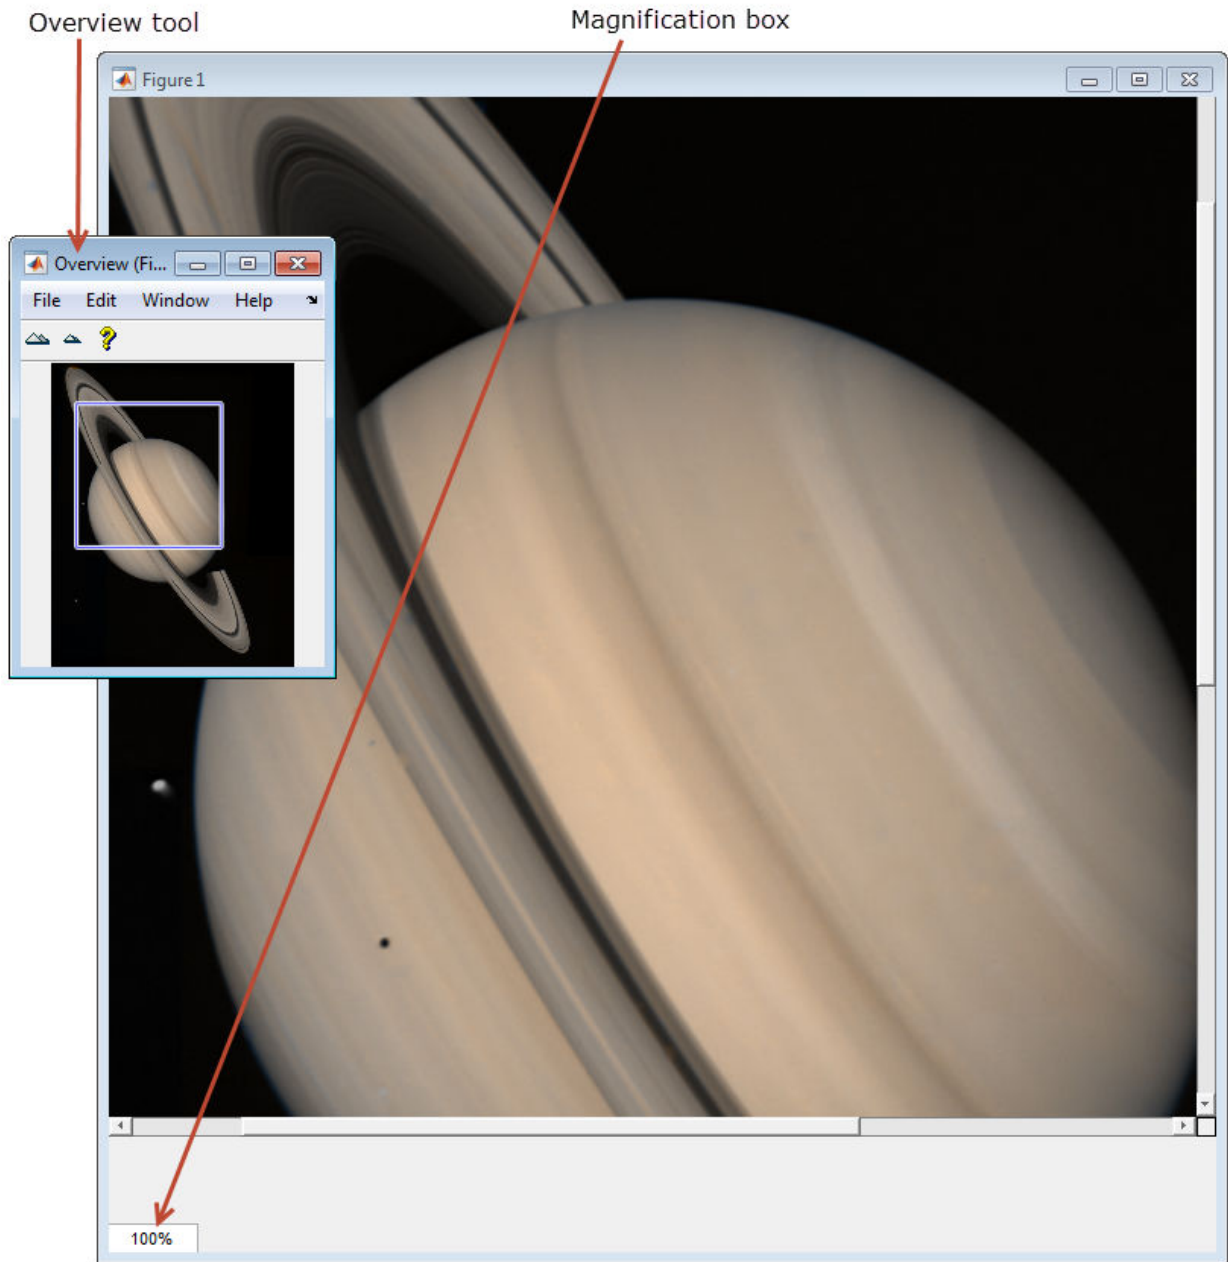 Overview tool
Magnification box
Figure 1
Overview (Fi...
File Edit Window Help
100%